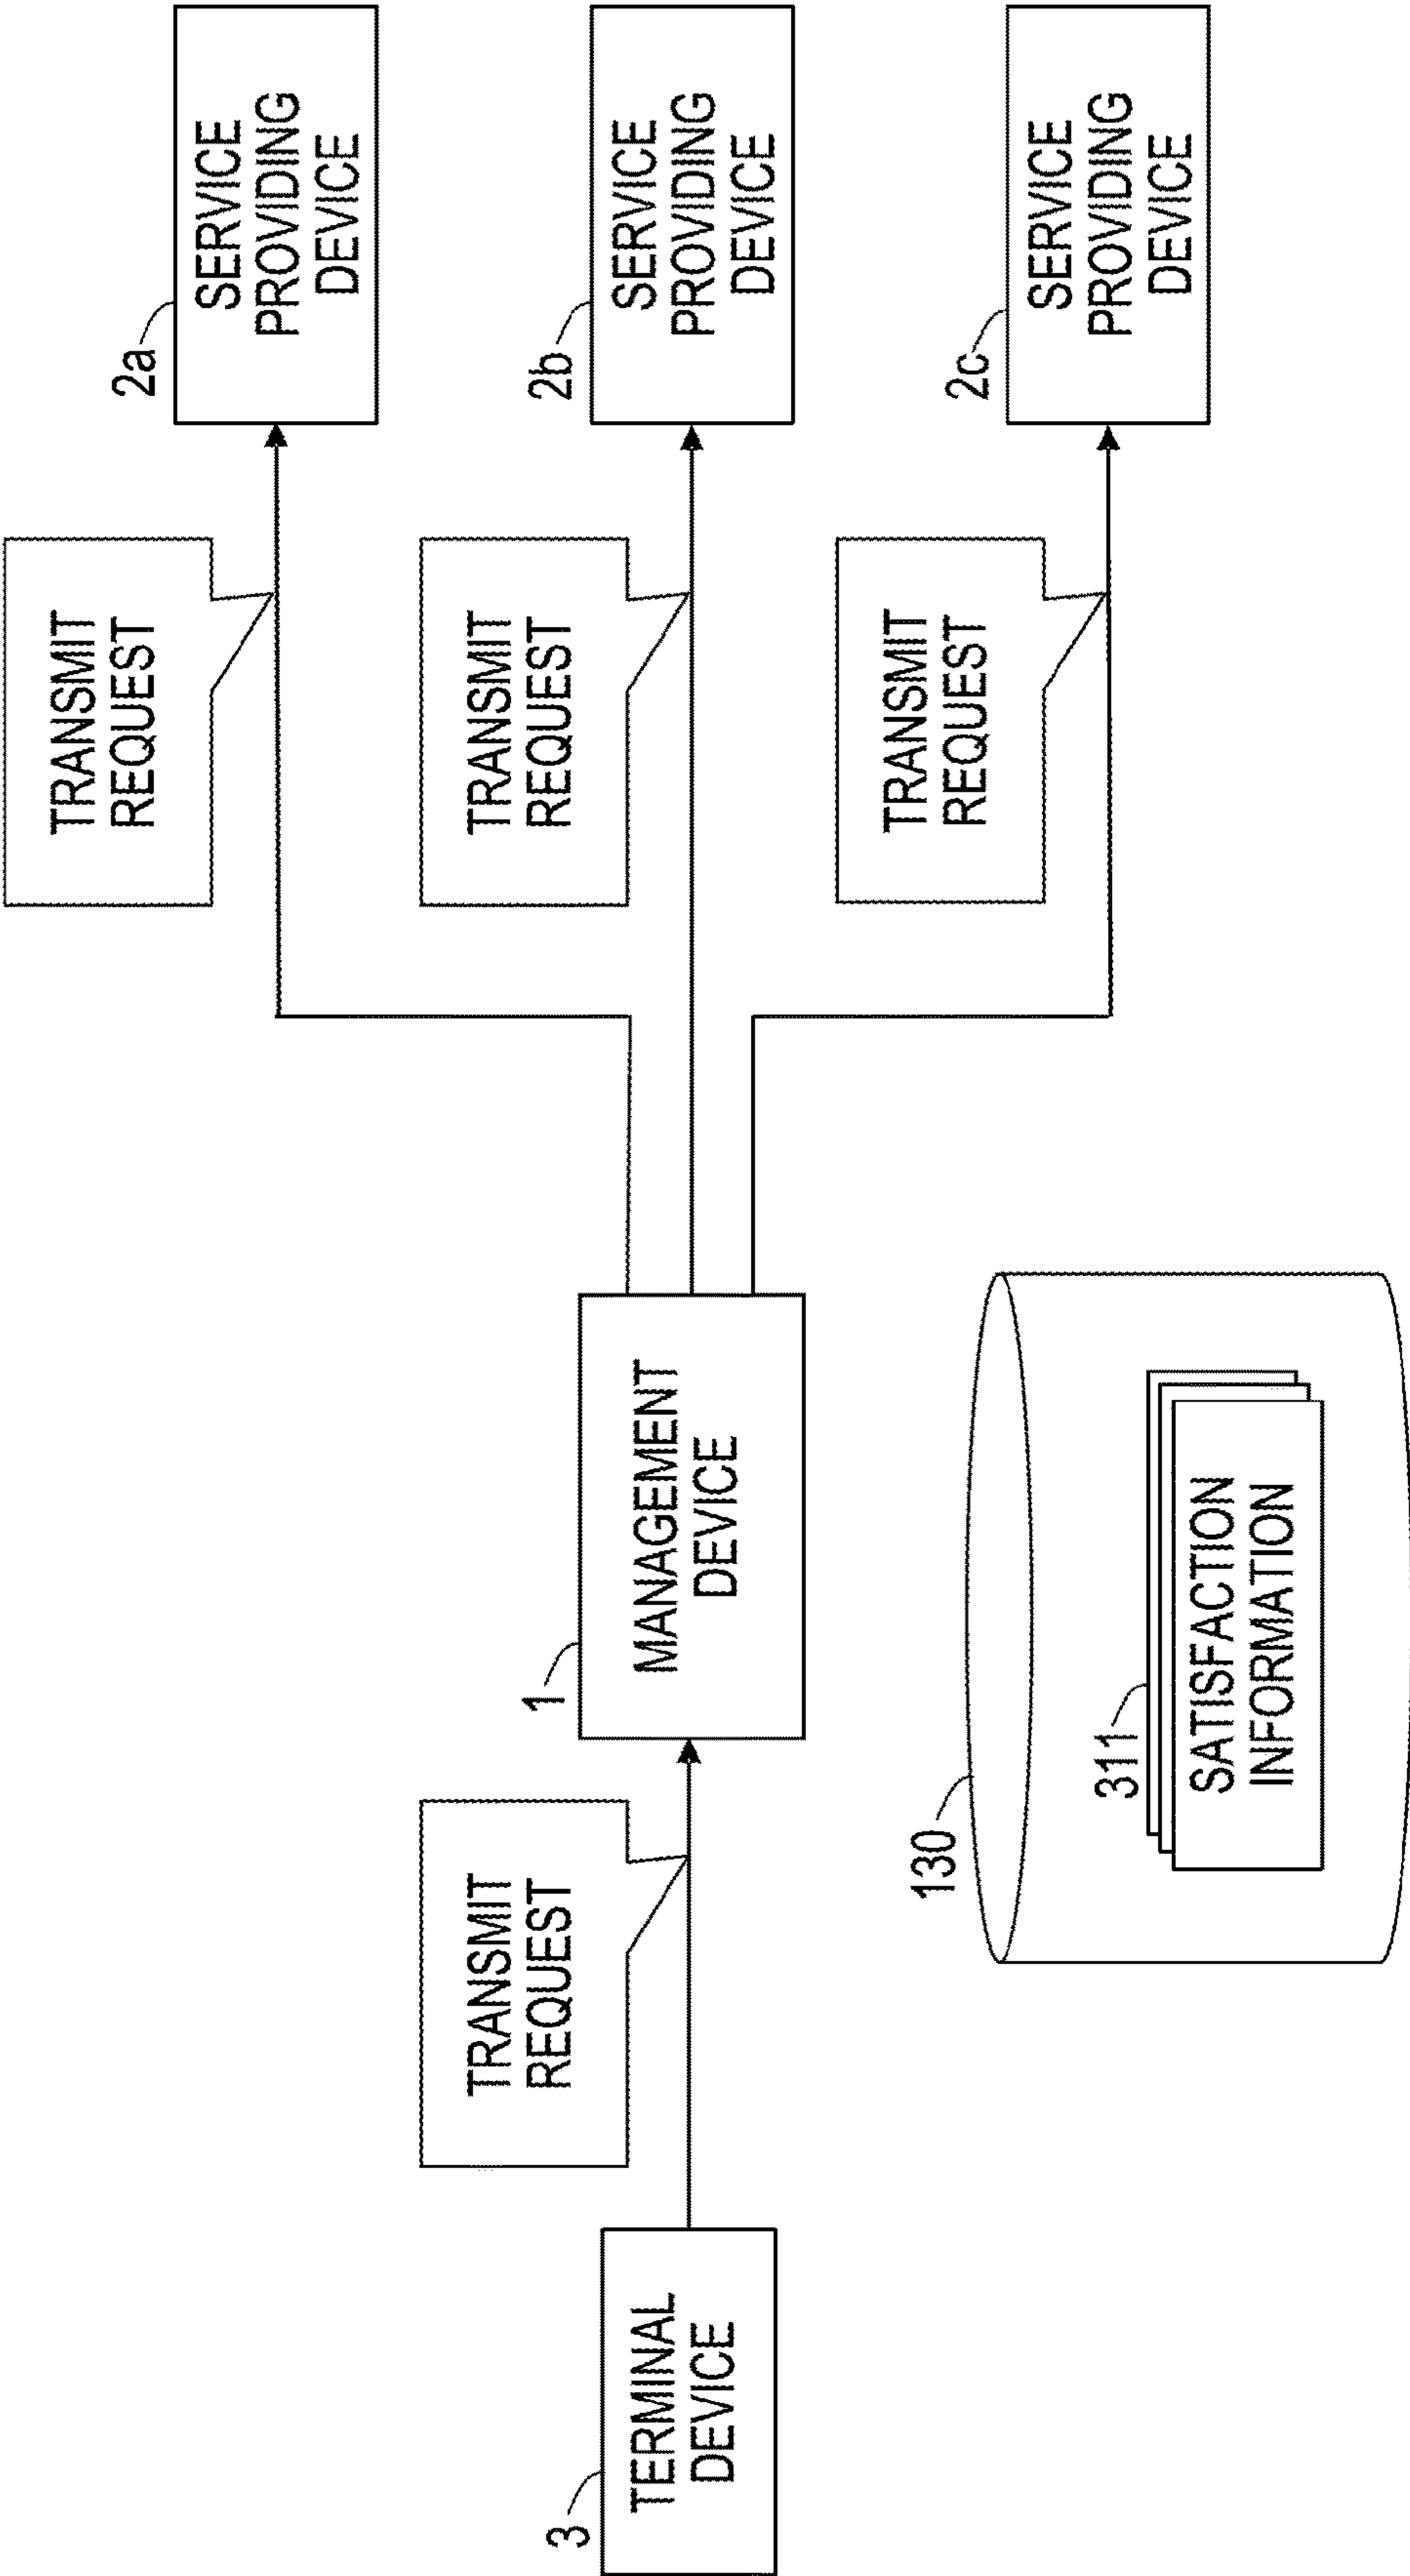 3
TERMINAL
DEVICE
TRANSMIT
REQUEST
1
MANAGEMENT
DEVICE
130
311
SATISFACTION
INFORMATION
TRANSMIT
REQUEST
2a
SERVICE
PROVIDING
DEVICE
TRANSMIT
REQUEST
2b
SERVICE
PROVIDING
DEVICE
TRANSMIT
REQUEST
2c
SERVICE
PROVIDING
DEVICE